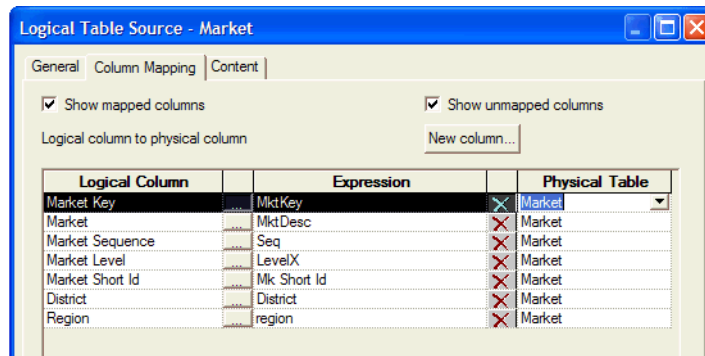 Logical Table Source - Market
General Column Mapping Content
Show mapped columns Show unmapped columns
Logical column to physical column New column...
Logical Column Expression Physical Table
Market Key ... MktKey Market
Market ... MktDesc Market
Market Sequence ... Seq Market
Market Level ... LevelX Market
Market Short Id ... Mk Short Id Market
District ... District Market
Region ... region Market